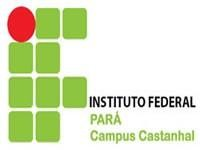 INSTITUTO FEDERAL
PARÁ
Campus Castanhal